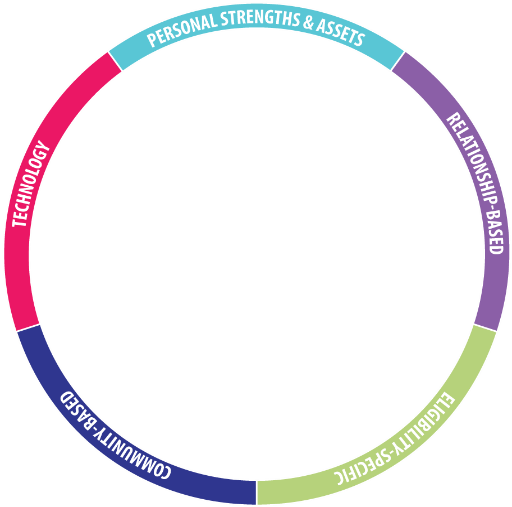 PERSONAL STRENGTHS & ASSETS
RELATIONSHIP-BASED
ELIGIBILITY-SPECIFIC
COMMUNITY-BASED
TECHNOLOGY